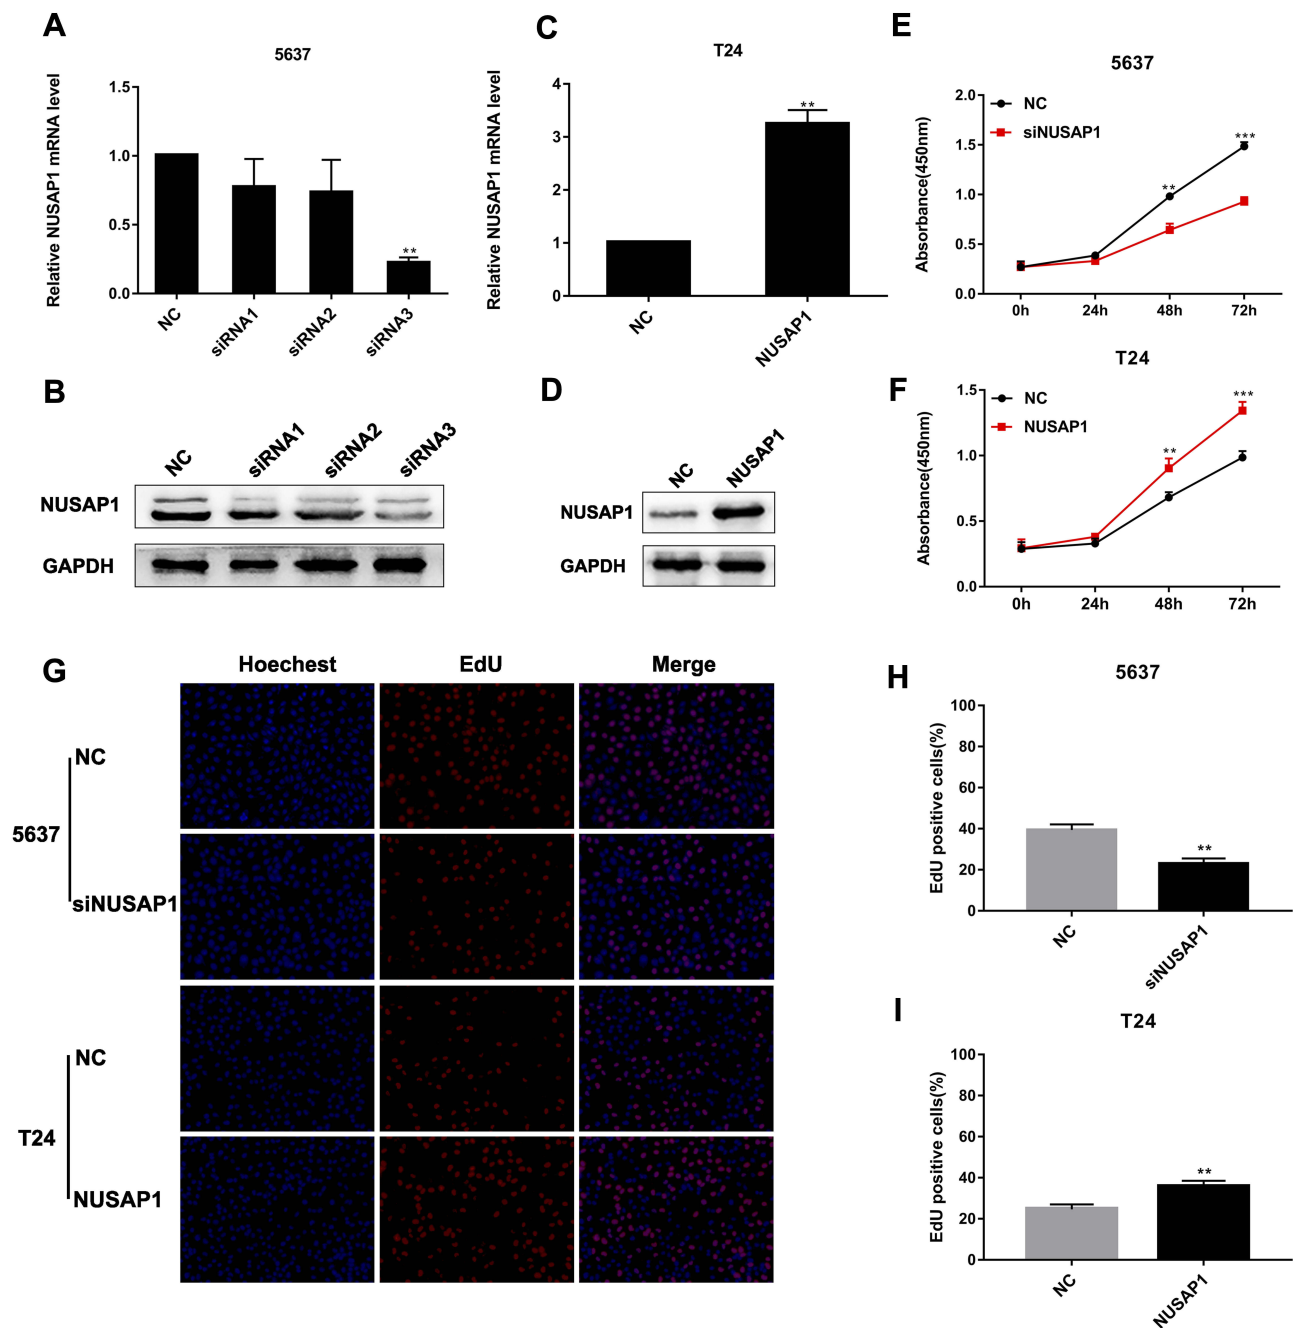 A
5637
Relative NUSAP1 mRNA level
1.5
1.0
0.5
0.0
**
NC
siRNA1
siRNA2
siRNA3
C
T24
Relative NUSAP1 mRNA level
4
3
2
1
0
**
NC
NUSAP1
E
5637
Absorbance(450nm)
2.0
1.5
1.0
0.5
0.0
NC
siNUSAP1
**
***
0h
24h
48h
72h
B
NC
siRNA1
siRNA2
siRNA3
NUSAP1
GAPDH
D
NC
NUSAP1
NUSAP1
GAPDH
F
T24
Absorbance(450nm)
1.5
1.0
0.5
0.0
NC
NUSAP1
**
***
0h
24h
48h
72h
G
Hoechest
EdU
Merge
5637
NC
siNUSAP1
T24
NC
NUSAP1
H
5637
EdU positive cells(%)
100
80
60
40
20
0
**
NC
siNUSAP1
I
T24
EdU positive cells(%)
100
80
60
40
20
0
**
NC
NUSAP1